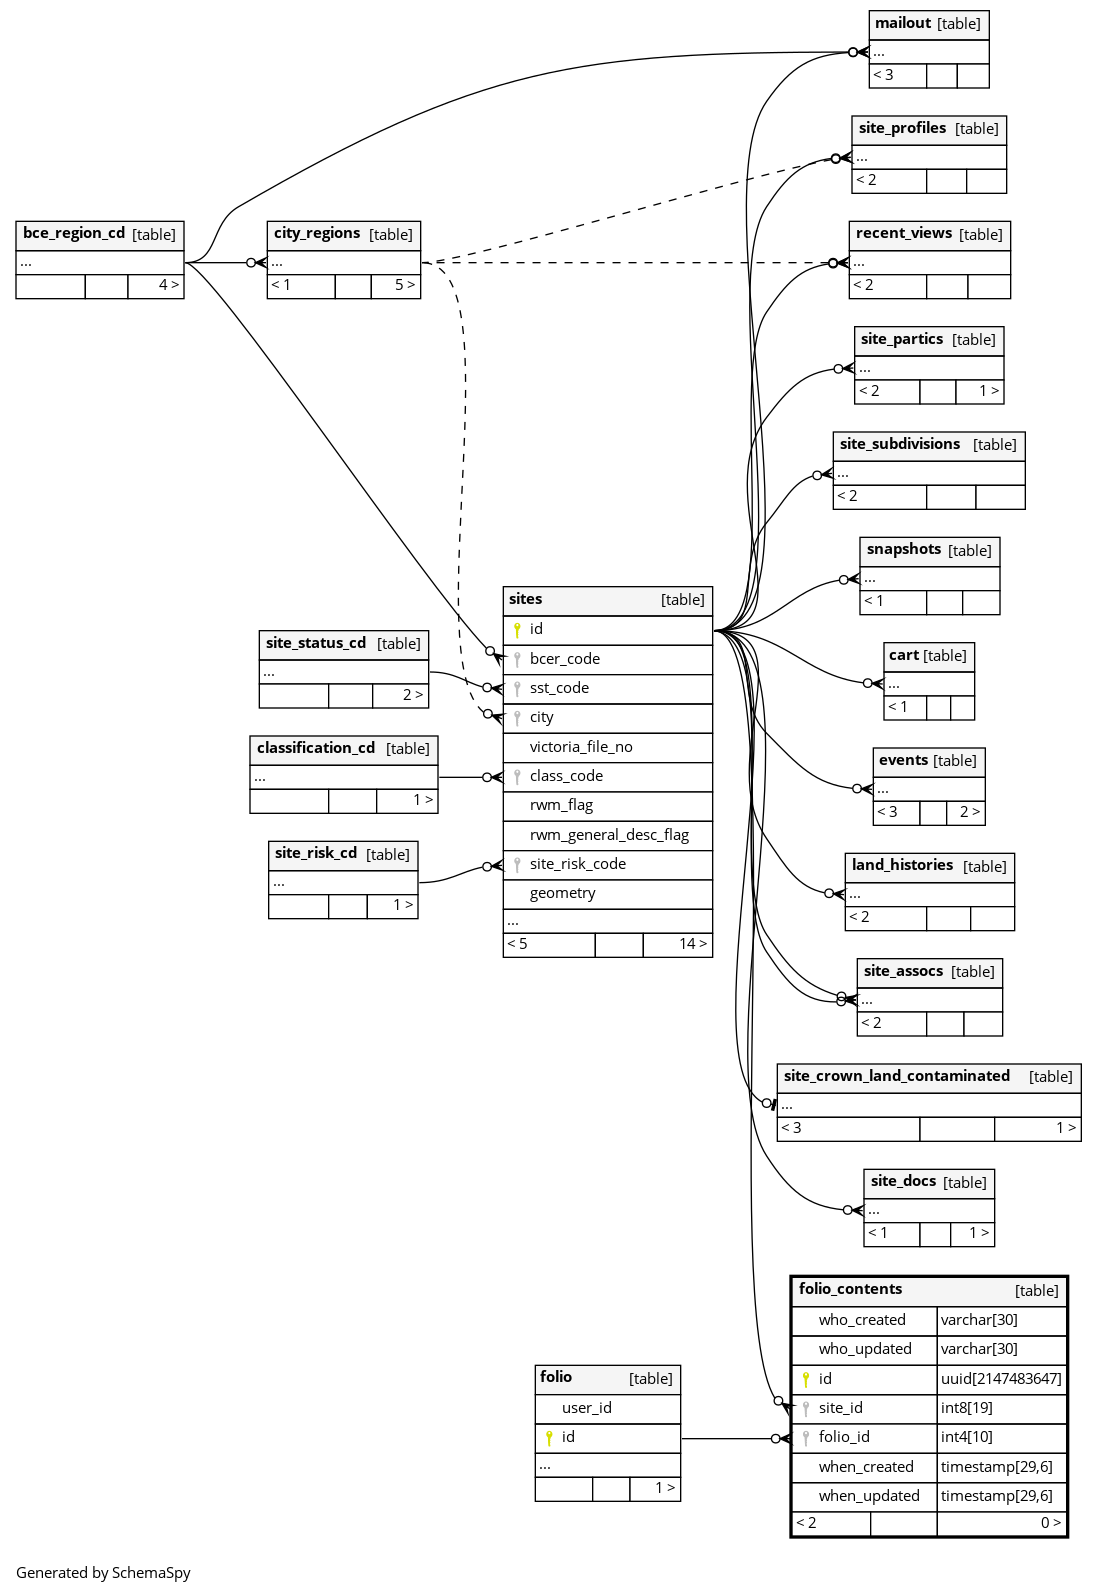 mailout [table]
...
< 3
site_profiles [table]
...
< 2
bce_region_cd [table]
...
4 >
city_regions [table]
...
< 1 5 >
recent_views [table]
...
< 2
site_partics [table]
...
< 2 1 >
site_subdivisions [table]
...
< 2
snapshots [table]
...
< 1
sites [table]
id
bcer_code
sst_code
city
victoria_file_no
class_code
rwm_flag
rwm_general_desc_flag
site_risk_code
geometry
...
< 5 14 >
site_status_cd [table]
...
2 >
classification_cd [table]
...
1 >
site_risk_cd [table]
...
1 >
cart [table]
...
< 1
events [table]
...
< 3 2 >
land_histories [table]
...
< 2
site_assocs [table]
...
< 2
site_crown_land_contaminated [table]
...
< 3 1 >
site_docs [table]
...
< 1 1 >
folio_contents [table]
who_created varchar[30]
who_updated varchar[30]
id uuid[2147483647]
site_id int8[19]
folio_id int4[10]
when_created timestamp[29,6]
when_updated timestamp[29,6]
< 2 0 >
folio [table]
user_id
id
...
1 >
Generated by SchemaSpy